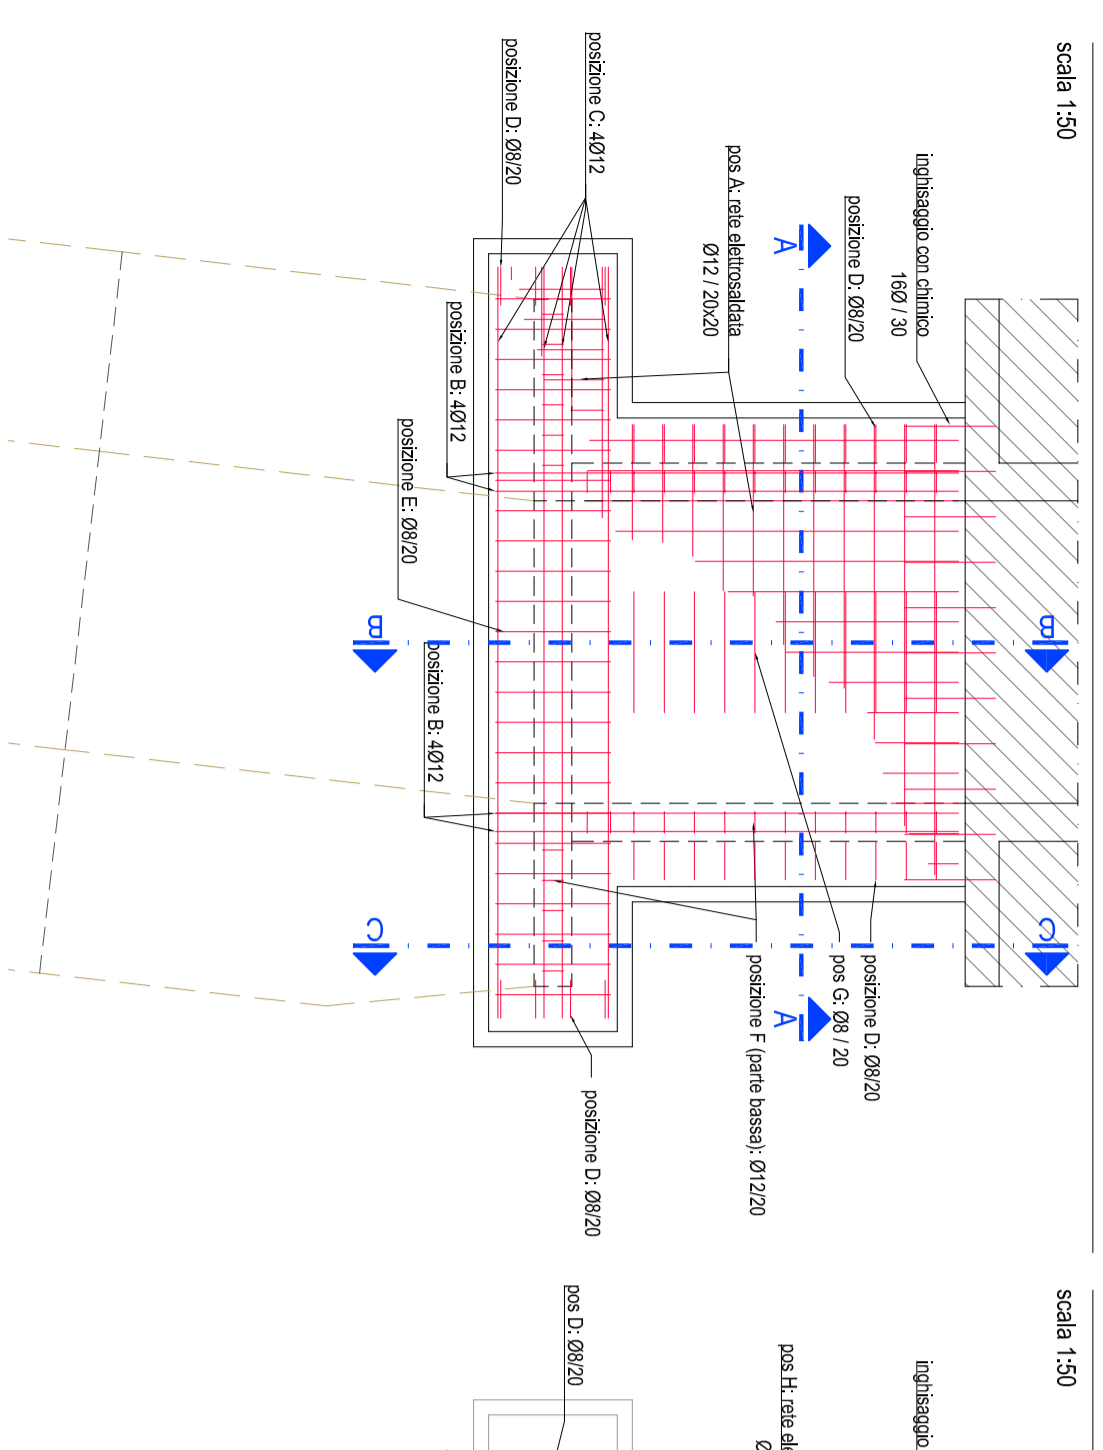 scala 1:50
inghisaggio con chimico
16Ø / 30
posizione D: Ø8/20
A
pos A: rete elettrosaldata
Ø12 / 20x20
posizione C: 4Ø12
posizione D: Ø8/20
posizione B: 4Ø12
posizione E: Ø8/20
B
B
posizione B: 4Ø12
C
C
posizione D: Ø8/20
pos G: Ø8 / 20
A
posizione F (parte bassa): Ø12/20
posizione D: Ø8/20
scala 1:50
inghisaggio
pos H: rete ele
Ø
pos D: Ø8/20